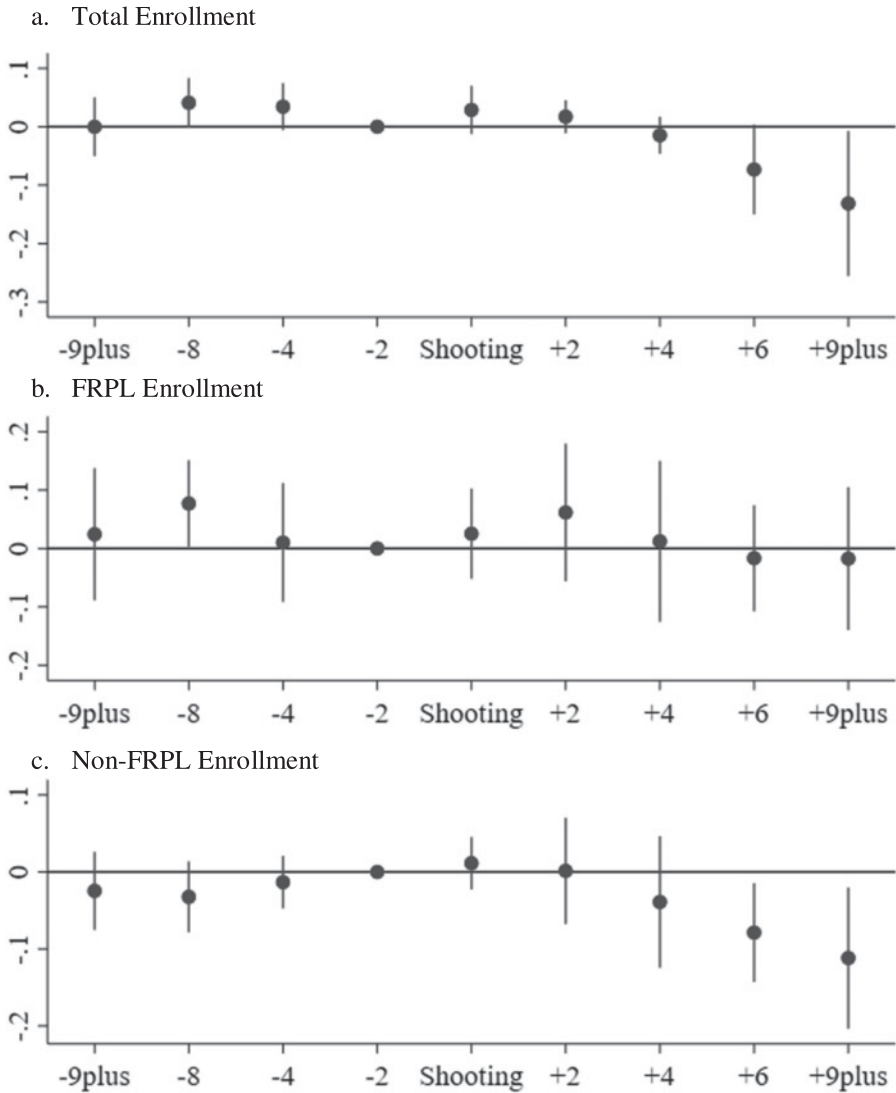 a. Total Enrollment
.1
0
-.1
-.2
-.3
-9plus -8 -4 -2 Shooting +2 +4 +6 +9plus
b. FRPL Enrollment
.2
.1
0
-.1
-.2
-9plus -8 -4 -2 Shooting +2 +4 +6 +9plus
c. Non-FRPL Enrollment
.1
0
-.1
-.2
-9plus -8 -4 -2 Shooting +2 +4 +6 +9plus